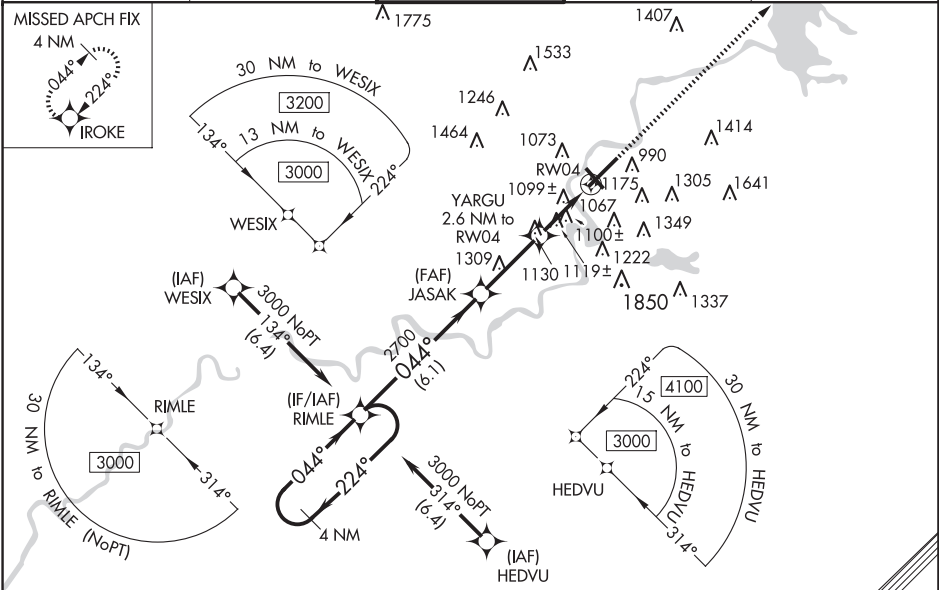 MISSED APCH FIX
4 NM
044°
224°
IROKE
1775
1407
1533
30 NM to WESIX
3200
1246
134°
13 NM to WESIX
1464
1414
3000
1073
224°
990
RW04
1099±
1175
1305
1641
YARGU
2.6 NM to
RW04
1067
WESIX
1349
1100±
1309
1222
1130
1119±
(FAF)
JASAK
1850
1337
(IAF)
WESIX
3000 NoPT
134°
(6.4)
2700
044°
(6.1)
134°
RIMLE
(IF/IAF)
RIMLE
224°
4100
30 NM to RIMLE (NoPT)
3000
314°
15 NM to HEDVU
30 NM to HEDVU
3000
044°
224°
HEDVU
314°
4 NM
3000 NoPT
314°
(6.4)
(IAF)
HEDVU